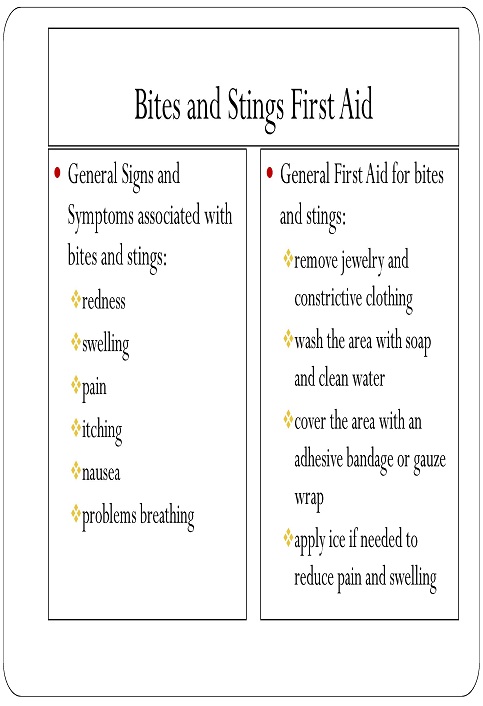 Bites and Stings First Aid
• General Signs and
Symptoms associated with
bites and stings:
❖redness
❖swelling
❖pain
❖itching
❖nausea
❖problems breathing
• General First Aid for bites
and stings:
❖remove jewelry and
constrictive clothing
❖wash the area with soap
and clean water
❖cover the area with an
adhesive bandage or gauze
wrap
❖apply ice if needed to
reduce pain and swelling